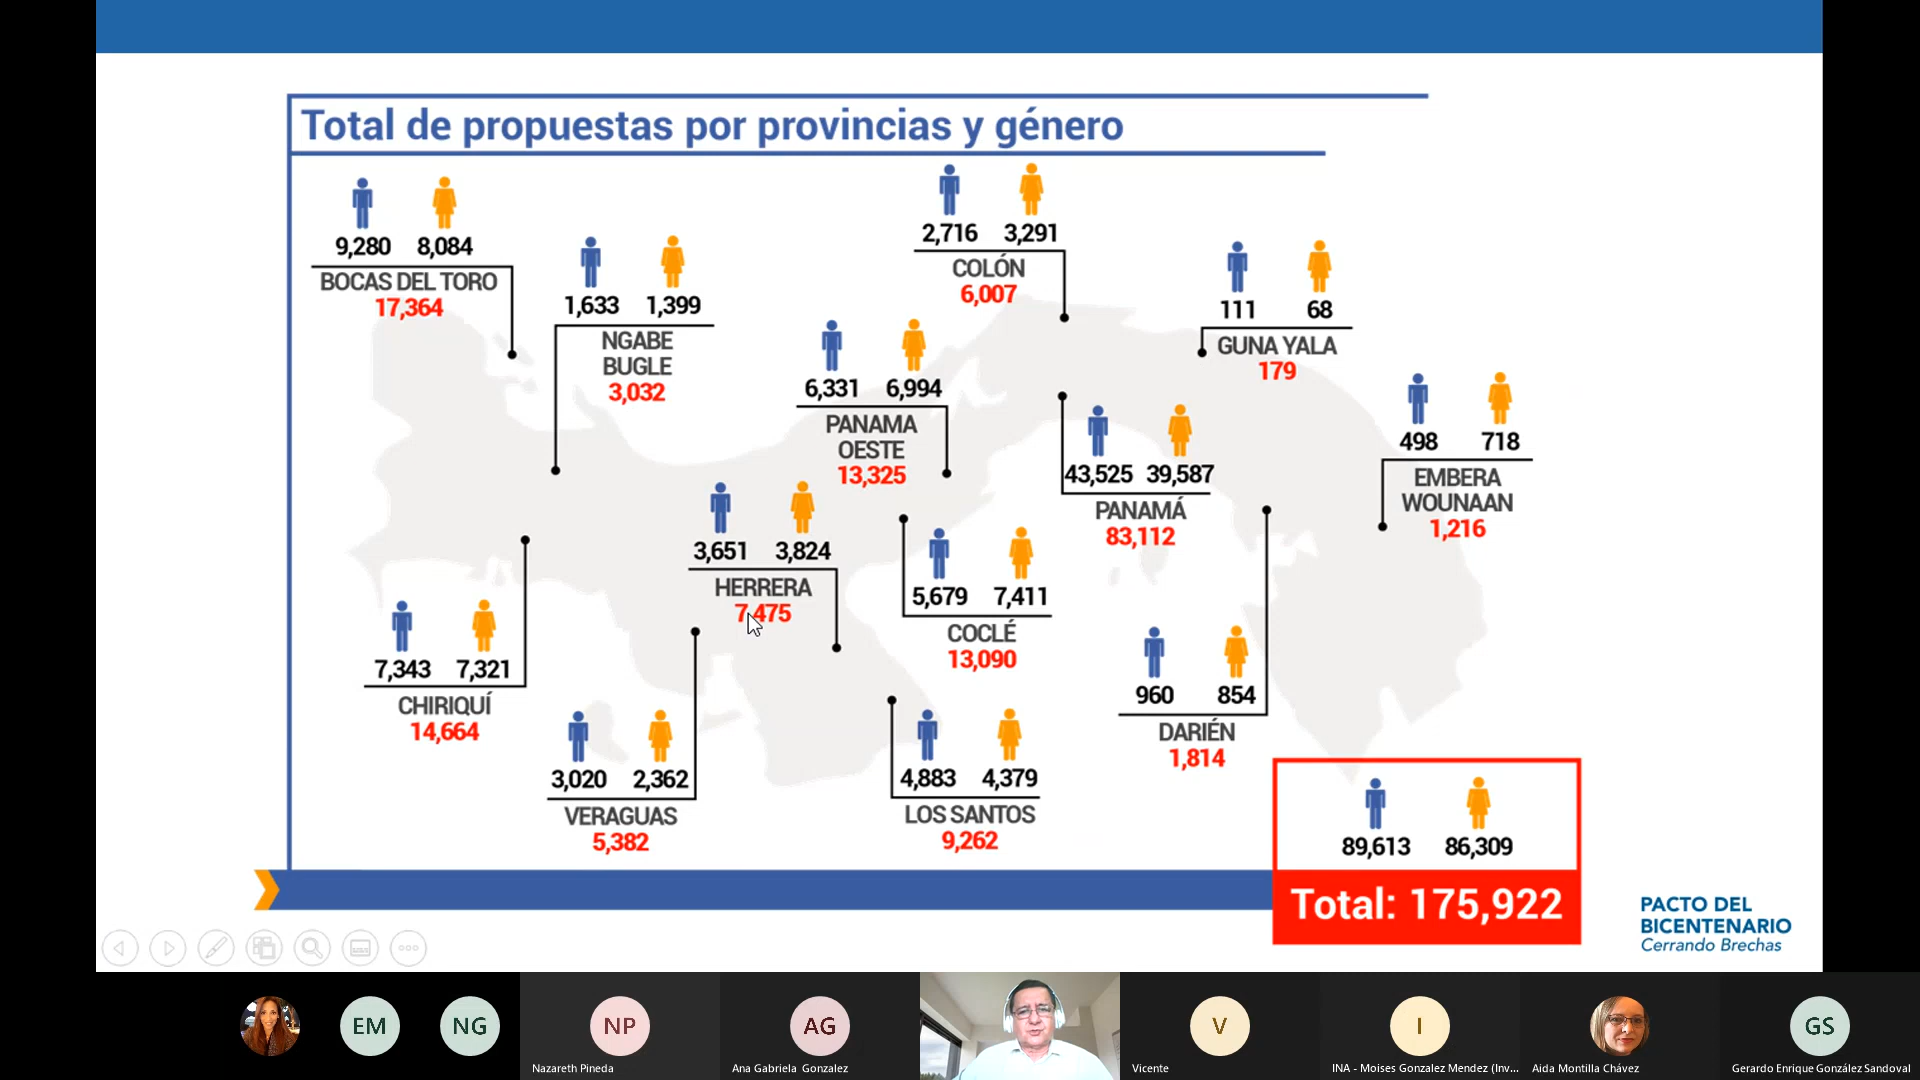 Total de propuestas por provincias y género
9,280 8,084
BOCAS DEL TORO
17,364
1,633 1,399
NGABE
BUGLE
3,032
2,716 3,291
COLÓN
6,007
111 68
GUNA YALA
179
6,331 6,994
PANAMA
OESTE
13,325
43,525 39,587
PANAMÁ
83,112
498 718
EMBERA
WOUNAAN
1,216
3,651 3,824
HERRERA
7,475
5,679 7,411
COCLÉ
13,090
7,343 7,321
CHIRIQUÍ
14,664
960 854
DARIÉN
1,814
3,020 2,362
VERAGUAS
5,382
4,883 4,379
LOS SANTOS
9,262
89,613 86,309
Total: 175,922
PACTO DEL
BICENTENARIO
Cerrando Brechas
EM
NG
NP
Nazareth Pineda
AG
Ana Gabriela Gonzalez
V
Vicente
I
INA - Moises Gonzalez Mendez (Inv...
Aida Montilla Chávez
GS
Gerardo Enrique González Sandoval